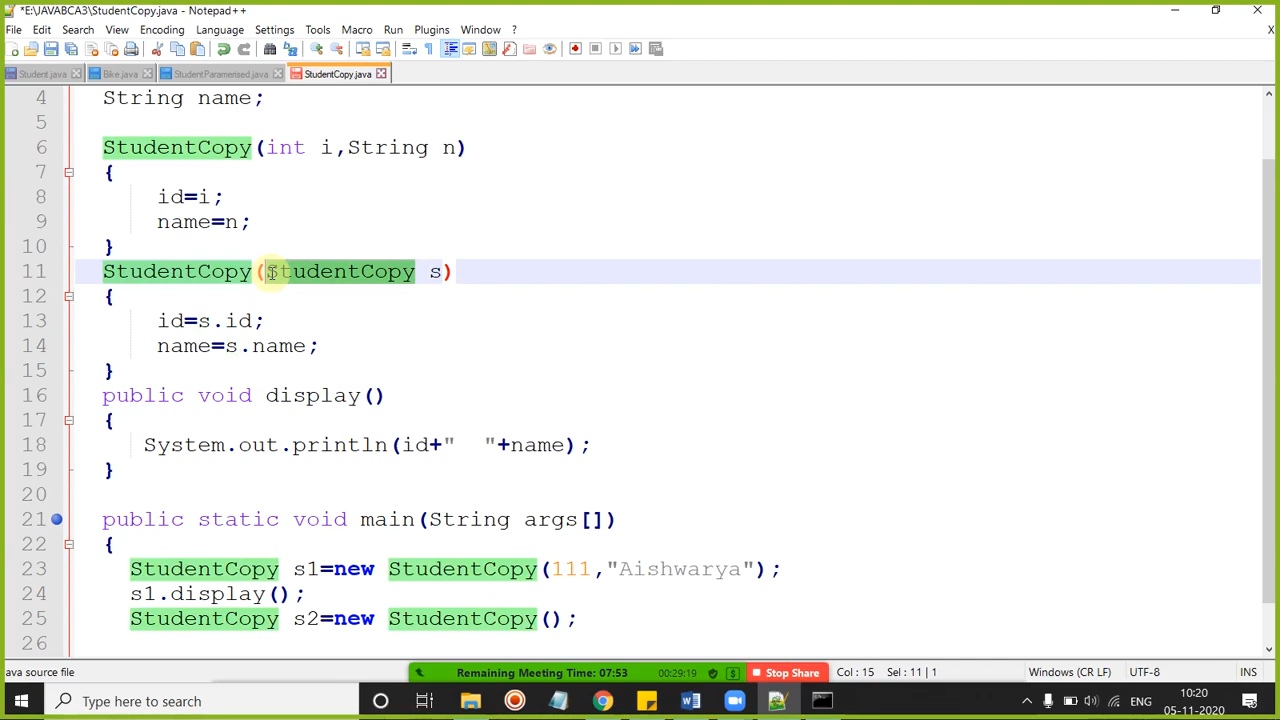 *E:\JAVABCA3\StudentCopy.java - Notepad++
File Edit Search View Encoding Language Settings Tools Macro Run Plugins Window ? X
Student.java Bike.java StudentParamerised.java StudentCopy.java
4 String name;
5
6 StudentCopy(int i,String n)
7 {
8 id=i;
9 name=n;
10 }
11 StudentCopy(StudentCopy s)
12 {
13 id=s.id;
14 name=s.name;
15 }
16 public void display()
17 {
18 System.out.println(id+"  "+name);
19 }
20
21 public static void main(String args[])
22 {
23 StudentCopy s1=new StudentCopy(111,"Aishwarya");
24 s1.display();
25 StudentCopy s2=new StudentCopy();
26
ava source file Remaining Meeting Time: 07:53 00:29:19 Stop Share Col : 15 Sel : 11 | 1 Windows (CR LF) UTF-8 INS
Type here to search ENG 10:20
05-11-2020